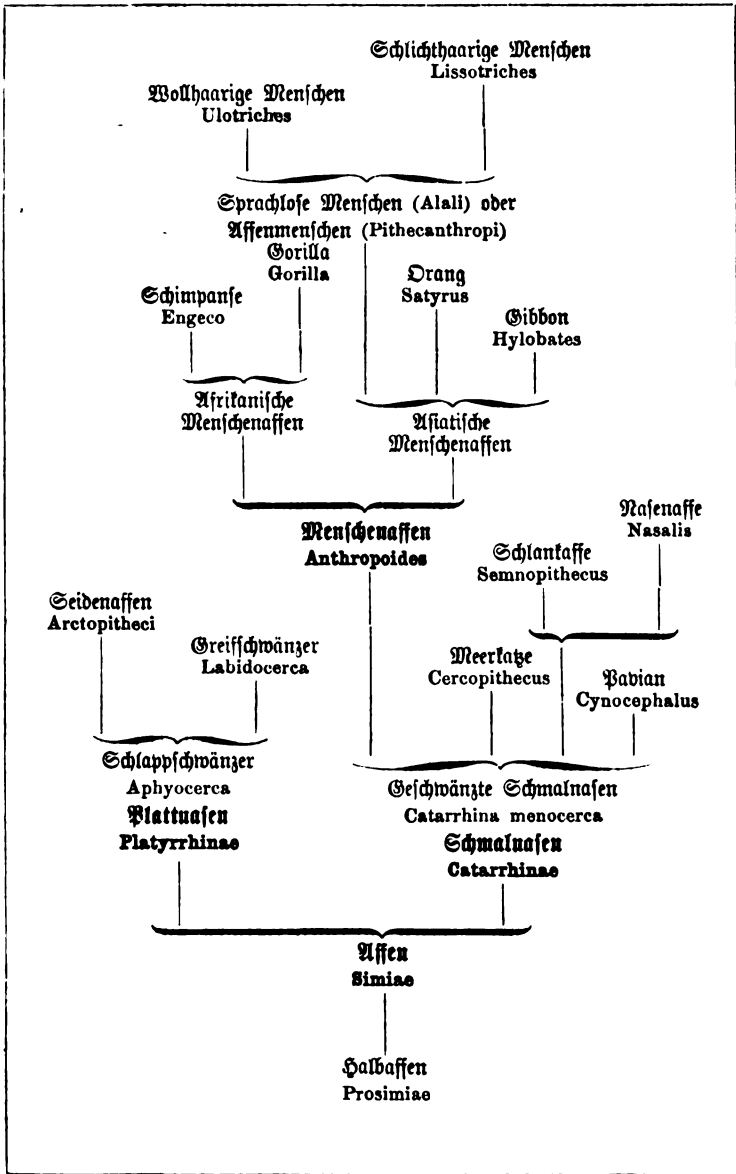 Schlichthaarige Menschen
Lissotriches
Wollhaarige Menschen
Ulotriches
Sprachlose Menschen (Alali) oder
Affenmenschen (Pithecanthropi)
Gorilla
Gorilla
Orang
Satyrus
Schimpanse
Engeco
Gibbon
Hylobates
Afrikanische
Menschenaffen
Asiatische
Menschenaffen
Menschenaffen
Anthropoides
Nasenaffe
Nasalis
Schlankaffe
Semnopithecus
Seidenaffen
Arctopitheci
Greifschwänzer
Labidocerca
Meerkatze
Cercopithecus
Pavian
Cynocephalus
Schlappschwänzer
Aphyocerca
Plattnasen
Platyrrhinae
Geschwänzte Schmalnasen
Catarrhina menocerca
Schmalnasen
Catarrhinae
Affen
Simiae
Halbaffen
Prosimiae